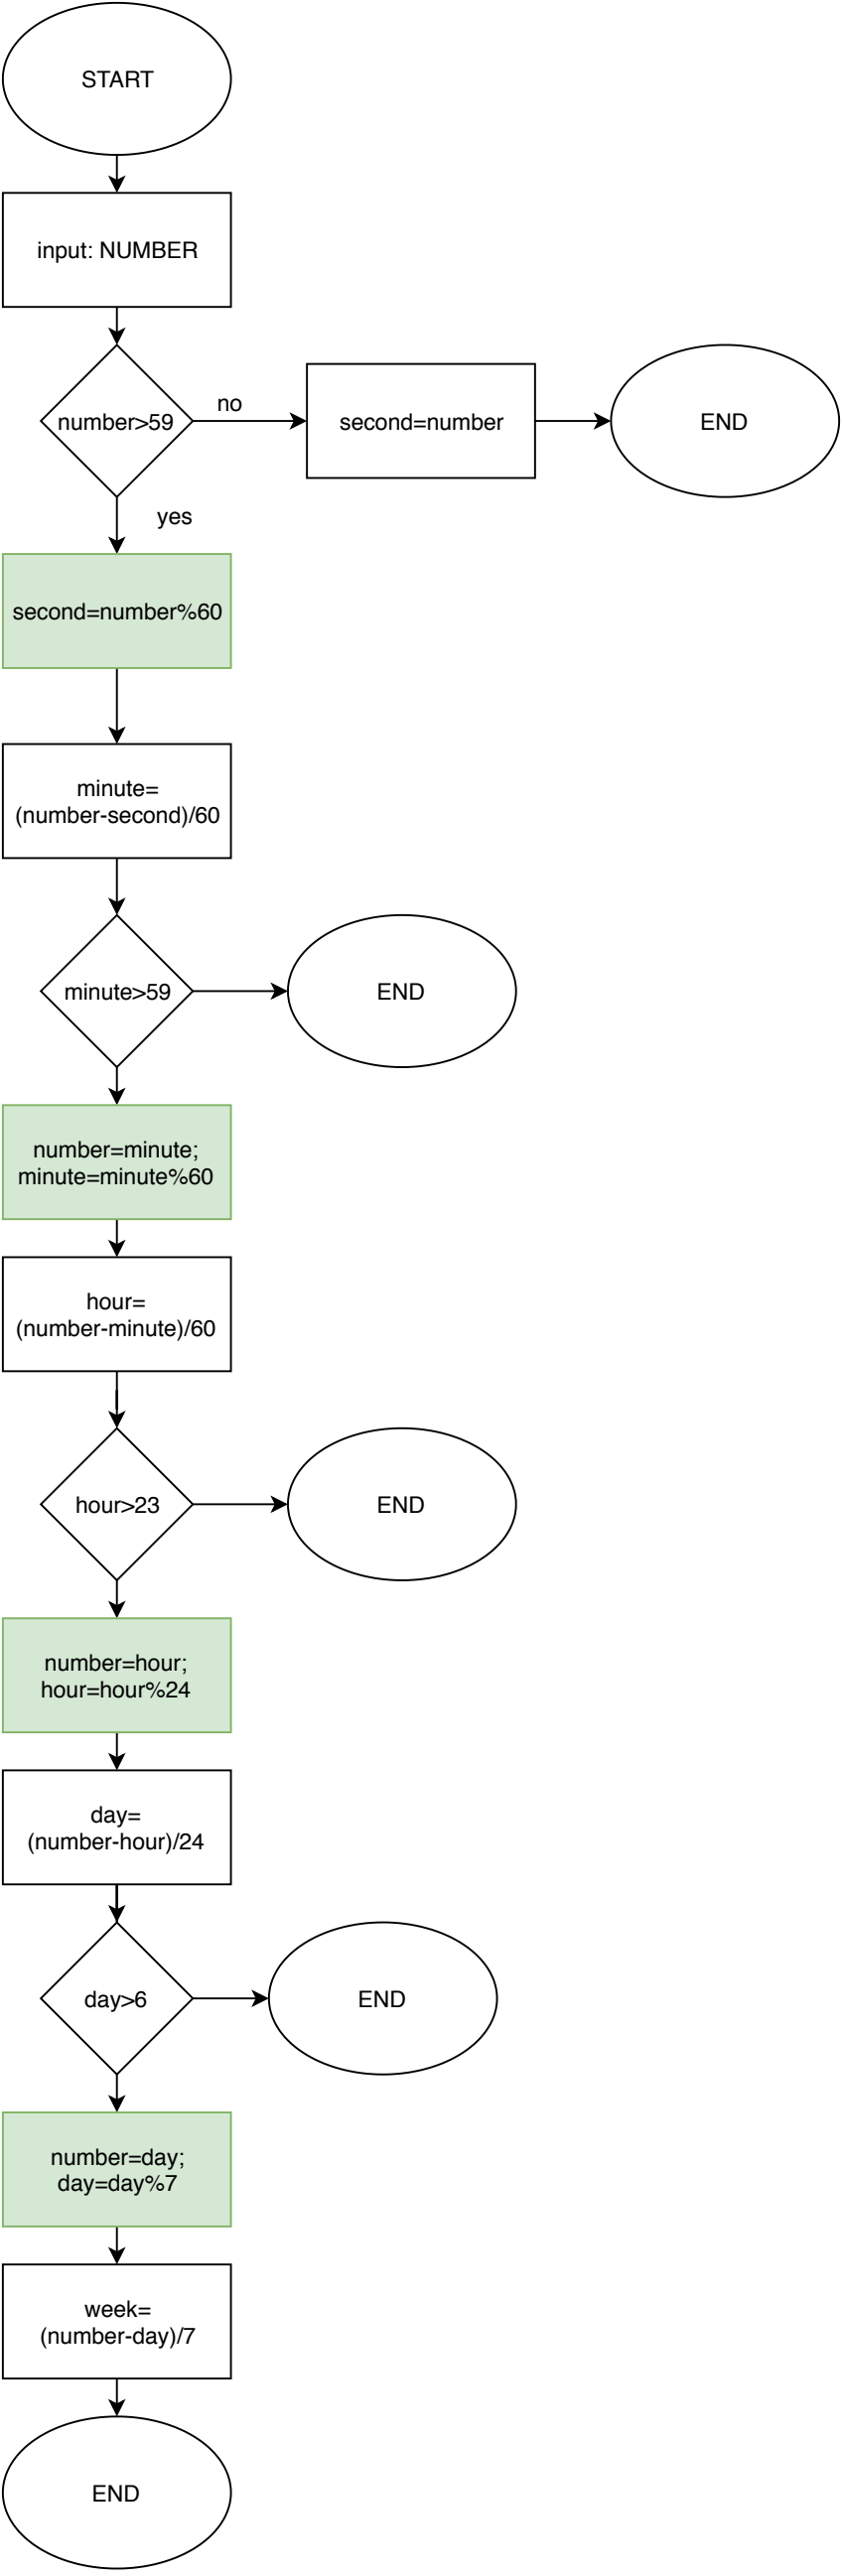 START
input: NUMBER
number>59
no
second=number
END
yes
second=number%60
minute=
(number-second)/60
minute>59
END
number=minute;
minute=minute%60
hour=
(number-minute)/60
hour>23
END
number=hour;
hour=hour%24
day=
(number-hour)/24
day>6
END
number=day;
day=day%7
week=
(number-day)/7
END